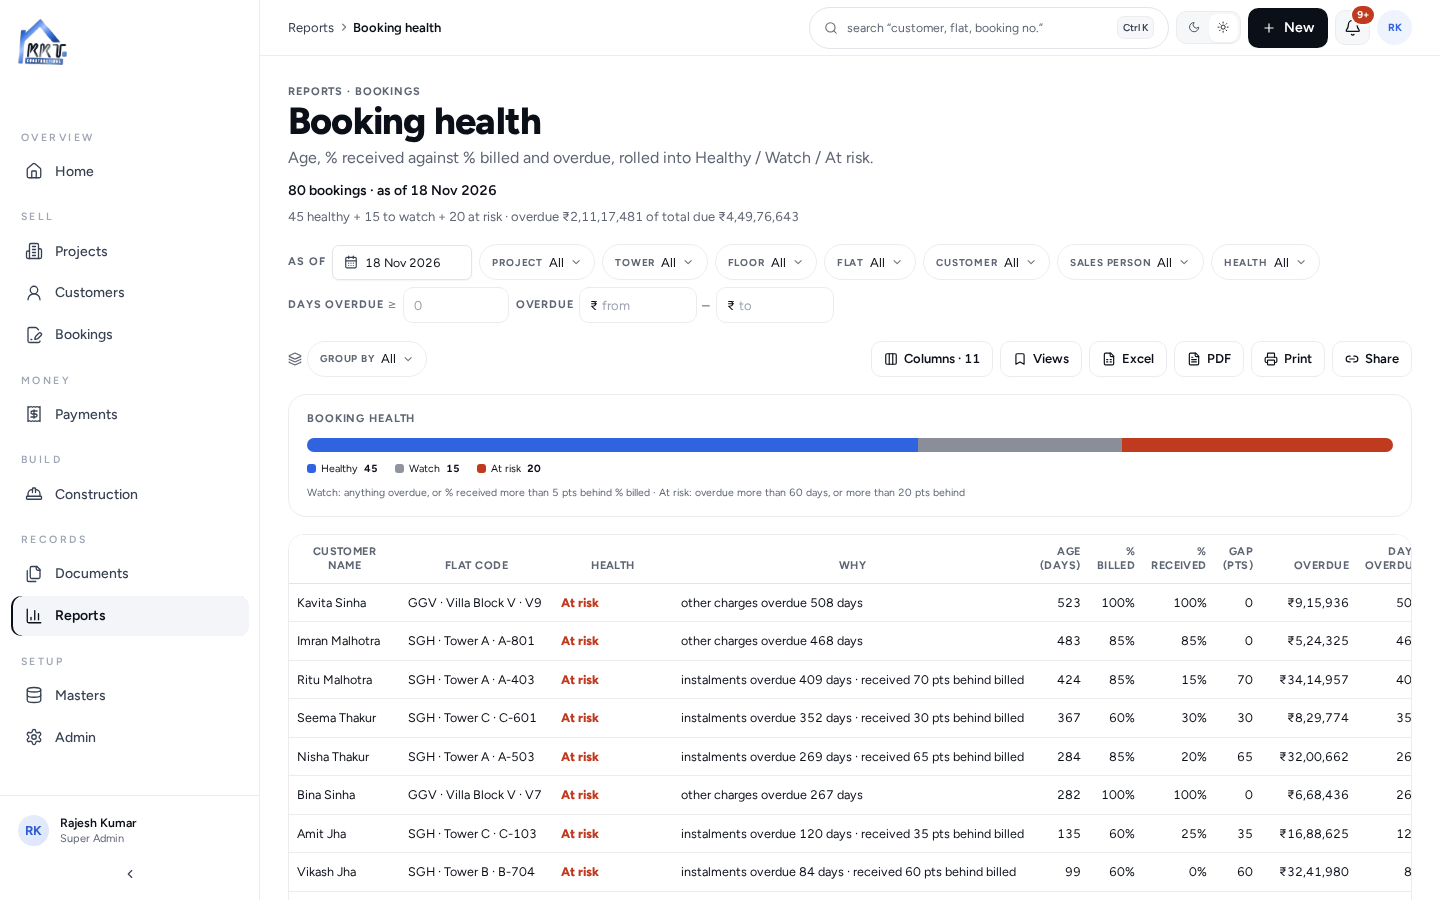 RKT
CONSTRUCTIONS
Reports > Booking health
search “customer, flat, booking no.”
Ctrl K
New
9+
RK
OVERVIEW
Home
SELL
Projects
Customers
Bookings
MONEY
Payments
BUILD
Construction
RECORDS
Documents
Reports
SETUP
Masters
Admin
RK
Rajesh Kumar
Super Admin
REPORTS · BOOKINGS
Booking health
Age, % received against % billed and overdue, rolled into Healthy / Watch / At risk.
80 bookings · as of 18 Nov 2026
45 healthy + 15 to watch + 20 at risk · overdue ₹2,11,17,481 of total due ₹4,49,76,643
AS OF 18 Nov 2026 PROJECT All TOWER All FLOOR All FLAT All CUSTOMER All SALES PERSON All HEALTH All
DAYS OVERDUE ≥ 0 OVERDUE ₹ from – ₹ to
GROUP BY All Columns · 11 Views Excel PDF Print Share
BOOKING HEALTH
Healthy 45 Watch 15 At risk 20
Watch: anything overdue, or % received more than 5 pts behind % billed · At risk: overdue more than 60 days, or more than 20 pts behind
CUSTOMER NAME FLAT CODE HEALTH WHY AGE (DAYS) % BILLED % RECEIVED GAP (PTS) OVERDUE DAY OVERDU
Kavita Sinha GGV · Villa Block V · V9 At risk other charges overdue 508 days 523 100% 100% 0 ₹9,15,936 50
Imran Malhotra SGH · Tower A · A-801 At risk other charges overdue 468 days 483 85% 85% 0 ₹5,24,325 46
Ritu Malhotra SGH · Tower A · A-403 At risk instalments overdue 409 days · received 70 pts behind billed 424 85% 15% 70 ₹34,14,957 40
Seema Thakur SGH · Tower C · C-601 At risk instalments overdue 352 days · received 30 pts behind billed 367 60% 30% 30 ₹8,29,774 35
Nisha Thakur SGH · Tower A · A-503 At risk instalments overdue 269 days · received 65 pts behind billed 284 85% 20% 65 ₹32,00,662 26
Bina Sinha GGV · Villa Block V · V7 At risk other charges overdue 267 days 282 100% 100% 0 ₹6,68,436 26
Amit Jha SGH · Tower C · C-103 At risk instalments overdue 120 days · received 35 pts behind billed 135 60% 25% 35 ₹16,88,625 12
Vikash Jha SGH · Tower B · B-704 At risk instalments overdue 84 days · received 60 pts behind billed 99 60% 0% 60 ₹32,41,980 8